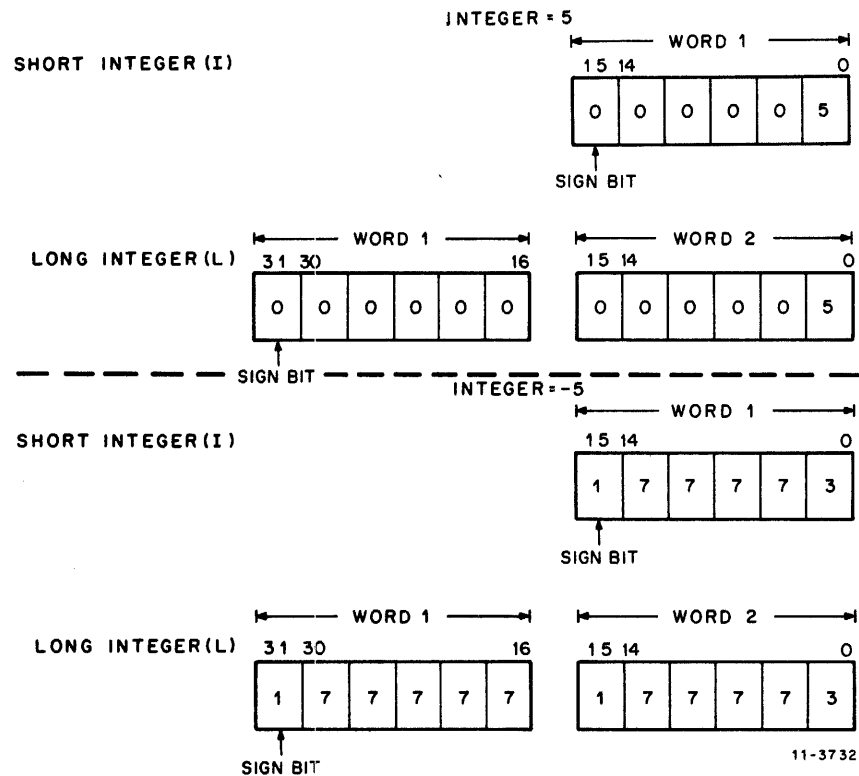 INTEGER = 5
WORD 1
SHORT INTEGER (I)
15 14 0
0 0 0 0 0 5
SIGN BIT
WORD 1 WORD 2
LONG INTEGER (L)
31 30 16 15 14 0
0 0 0 0 0 0 0 0 0 0 0 5
SIGN BIT
INTEGER=-5
WORD 1
SHORT INTEGER (I)
15 14 0
1 7 7 7 7 3
SIGN BIT
WORD 1 WORD 2
LONG INTEGER (L)
31 30 16 15 14 0
1 7 7 7 7 7 1 7 7 7 7 3
SIGN BIT
11-3732